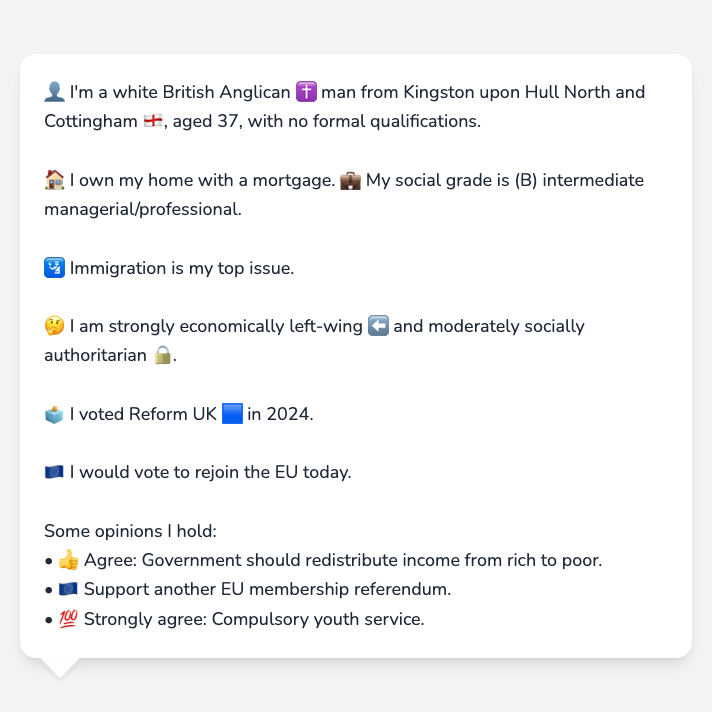 👤 I'm a white British Anglican ✝️ man from Kingston upon Hull North and
Cottingham 🏴󠁧󠁢󠁥󠁮󠁧󠁿, aged 37, with no formal qualifications.
🏠 I own my home with a mortgage. 💼 My social grade is (B) intermediate
managerial/professional.
🛂 Immigration is my top issue.
🤔 I am strongly economically left-wing ⬅️ and moderately socially
authoritarian 🔒.
🗳️ I voted Reform UK 🟦 in 2024.
🇪🇺 I would vote to rejoin the EU today.
Some opinions I hold:
• 👍 Agree: Government should redistribute income from rich to poor.
• 🇪🇺 Support another EU membership referendum.
• 💯 Strongly agree: Compulsory youth service.